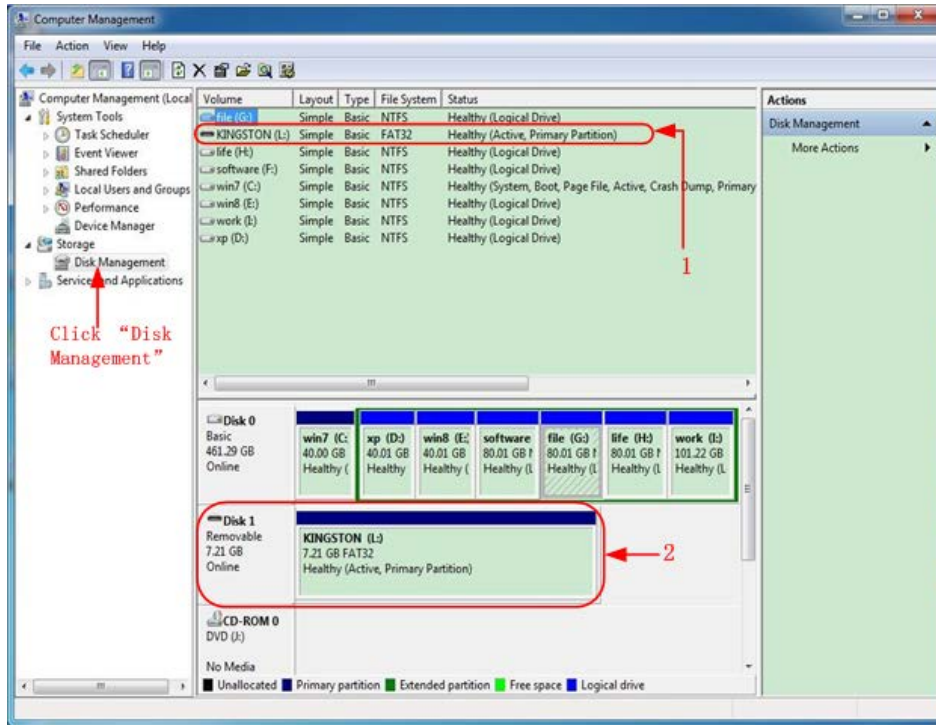 Computer Management
File Action View Help
Computer Management (Local
System Tools
Task Scheduler
Event Viewer
Shared Folders
Local Users and Groups
Performance
Device Manager
Storage
Disk Management
Services and Applications
Click “Disk
Management”
Volume Layout Type File System Status
file (G:) Simple Basic NTFS Healthy (Logical Drive)
KINGSTON (L:) Simple Basic FAT32 Healthy (Active, Primary Partition)
life (H:) Simple Basic NTFS Healthy (Logical Drive)
software (F:) Simple Basic NTFS Healthy (Logical Drive)
win7 (C:) Simple Basic NTFS Healthy (System, Boot, Page File, Active, Crash Dump, Primary
win8 (E:) Simple Basic NTFS Healthy (Logical Drive)
work (I:) Simple Basic NTFS Healthy (Logical Drive)
xp (D:) Simple Basic NTFS Healthy (Logical Drive)
1
Actions
Disk Management
More Actions
Disk 0
Basic
461.29 GB
Online
win7 (C:
40.00 GB
Healthy (
xp (D:)
40.01 GB
Healthy
win8 (E:
40.01 GB
Healthy (
software
80.01 GB
Healthy (L
file (G:)
80.01 GB
Healthy (L
life (H:)
80.01 GB
Healthy (L
work (I:)
101.22 GB
Healthy (L
Disk 1
Removable
7.21 GB
Online
KINGSTON (L:)
7.21 GB FAT32
Healthy (Active, Primary Partition)
2
CD-ROM 0
DVD (J:)
No Media
Unallocated Primary partition Extended partition Free space Logical drive